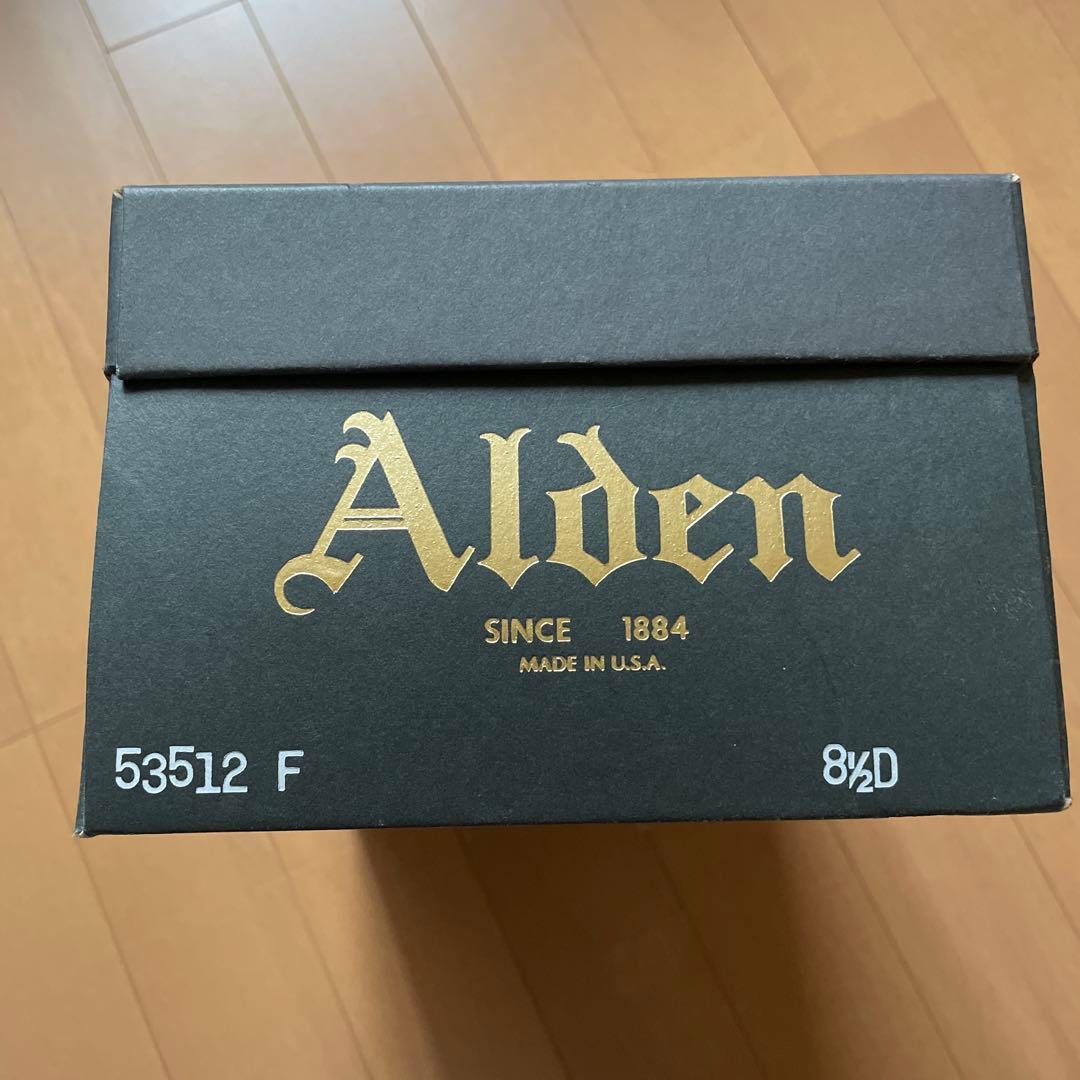 Alden
SINCE 1884
MADE IN U.S.A.
53512 F 8½D